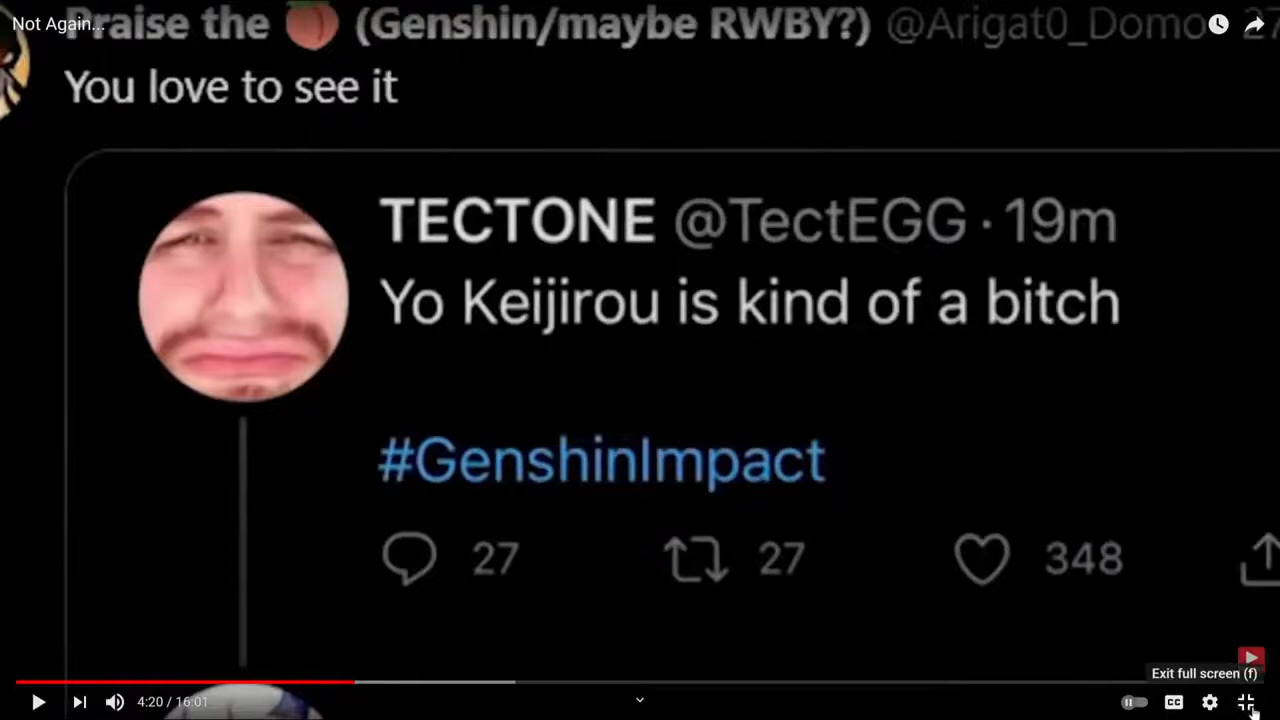 Not Again...
Praise the 🍑 (Genshin/maybe RWBY?) @Arigat0_Domo
You love to see it
TECTONE @TectEGG · 19m
Yo Keijirou is kind of a bitch
#GenshinImpact
27 27 348
Exit full screen (f)
4:20 / 16:01
CC